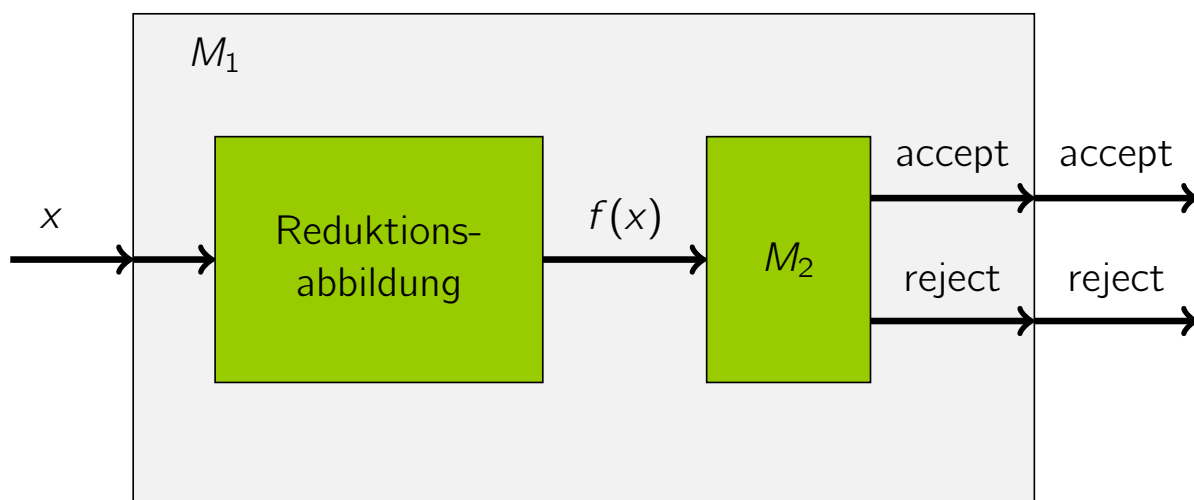 M₁
x
Reduktions-
abbildung
f(x)
M₂
accept
accept
reject
reject